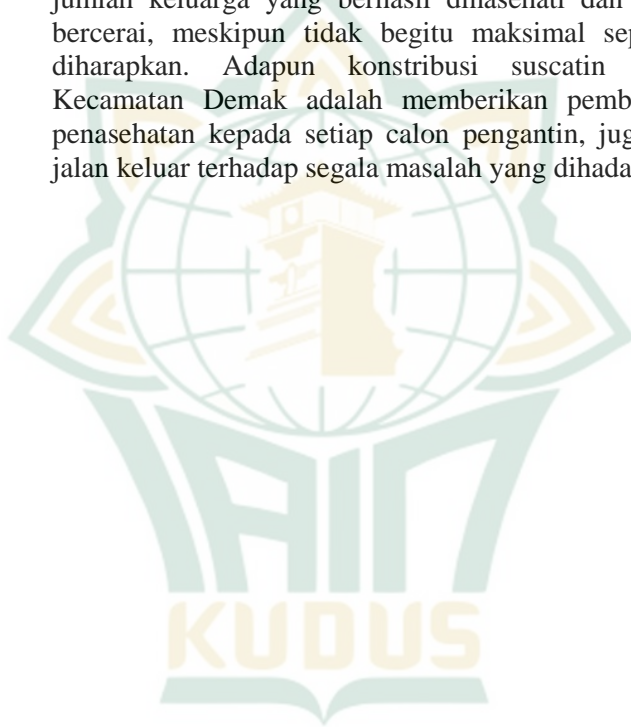 jumlah keluarga yang berhasil dinasehati dan
bercerai, meskipun tidak begitu maksimal
diharapkan. Adapun konstribusi suscatin
Kecamatan Demak adalah memberikan
penasehatan kepada setiap calon pengantin,
jalan keluar terhadap segala masalah yang
IAIN
KUDUS